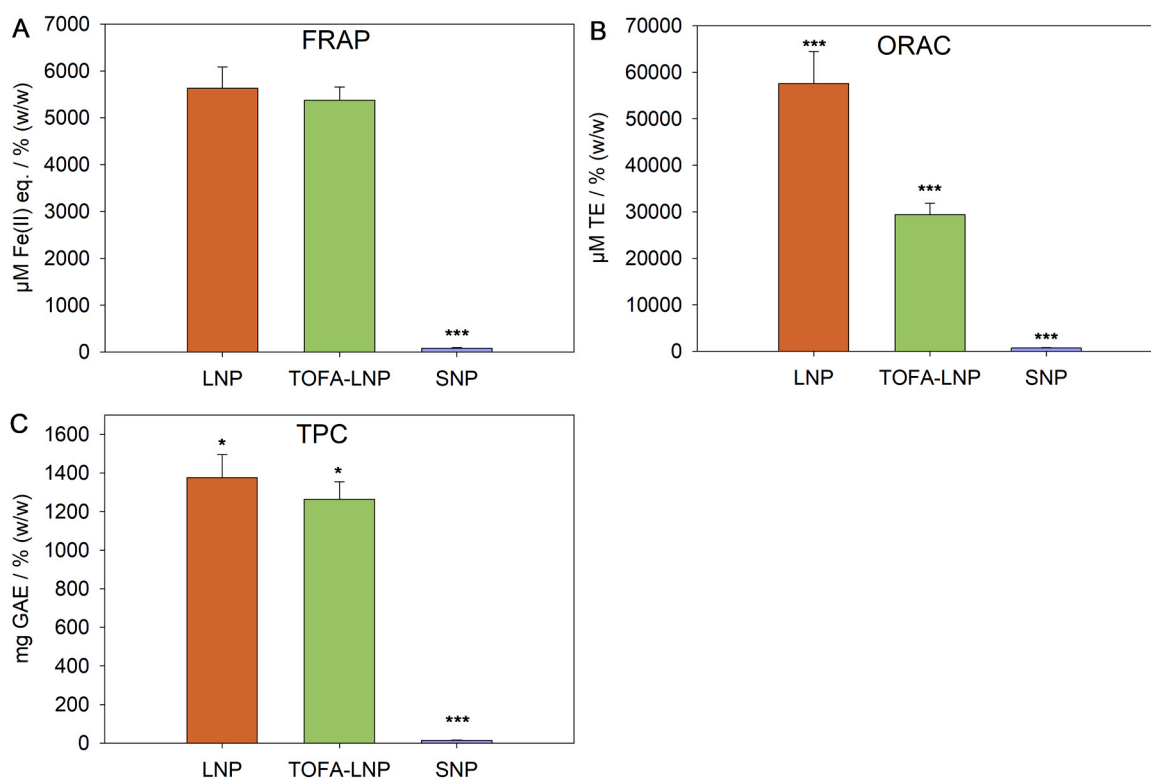 A
FRAP
7000
6000
5000
4000
3000
2000
1000
0
µM Fe(II) eq. / % (w/w)
***
LNP
TOFA-LNP
SNP
B
ORAC
70000
60000
50000
40000
30000
20000
10000
0
µM TE / % (w/w)
***
***
***
LNP
TOFA-LNP
SNP
C
TPC
1600
1400
1200
1000
800
600
400
200
0
mg GAE / % (w/w)
*
*
***
LNP
TOFA-LNP
SNP